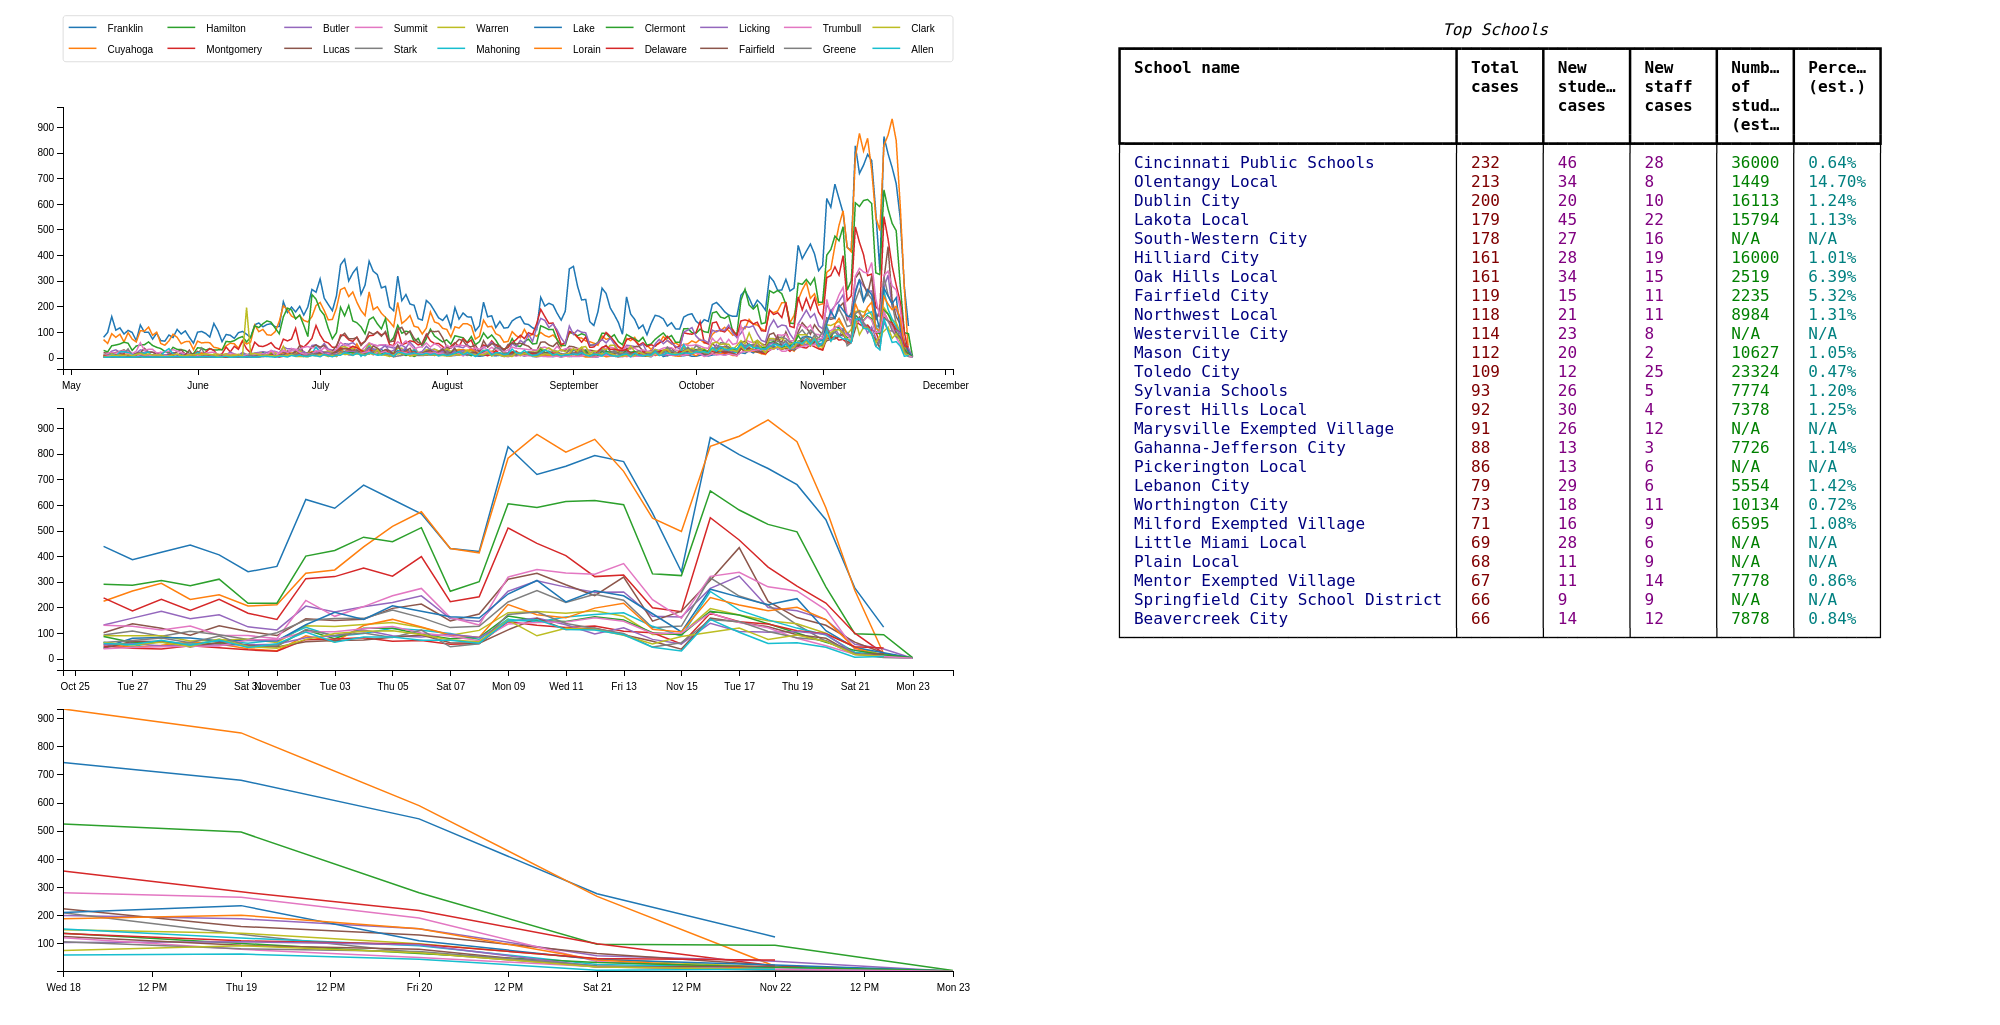 Franklin Hamilton Butler Summit Warren Lake Clermont Licking Trumbull Clark
Cuyahoga Montgomery Lucas Stark Mahoning Lorain Delaware Fairfield Greene Allen
900
800
700
600
500
400
300
200
100
0
May June July August September October November December
900
800
700
600
500
400
300
200
100
0
Oct 25 Tue 27 Thu 29 Sat 31 November Tue 03 Thu 05 Sat 07 Mon 09 Wed 11 Fri 13 Nov 15 Tue 17 Thu 19 Sat 21 Mon 23
900
800
700
600
500
400
300
200
100
Wed 18 12 PM Thu 19 12 PM Fri 20 12 PM Sat 21 12 PM Nov 22 12 PM Mon 23
Top Schools
School name Total New New Numb… Perce…
cases stude… staff of (est.)
cases cases stud…
(est…
Cincinnati Public Schools 232 46 28 36000 0.64%
Olentangy Local 213 34 8 1449 14.70%
Dublin City 200 20 10 16113 1.24%
Lakota Local 179 45 22 15794 1.13%
South-Western City 178 27 16 N/A N/A
Hilliard City 161 28 19 16000 1.01%
Oak Hills Local 161 34 15 2519 6.39%
Fairfield City 119 15 11 2235 5.32%
Northwest Local 118 21 11 8984 1.31%
Westerville City 114 23 8 N/A N/A
Mason City 112 20 2 10627 1.05%
Toledo City 109 12 25 23324 0.47%
Sylvania Schools 93 26 5 7774 1.20%
Forest Hills Local 92 30 4 7378 1.25%
Marysville Exempted Village 91 26 12 N/A N/A
Gahanna-Jefferson City 88 13 3 7726 1.14%
Pickerington Local 86 13 6 N/A N/A
Lebanon City 79 29 6 5554 1.42%
Worthington City 73 18 11 10134 0.72%
Milford Exempted Village 71 16 9 6595 1.08%
Little Miami Local 69 28 6 N/A N/A
Plain Local 68 11 9 N/A N/A
Mentor Exempted Village 67 11 14 7778 0.86%
Springfield City School District 66 9 9 N/A N/A
Beavercreek City 66 14 12 7878 0.84%